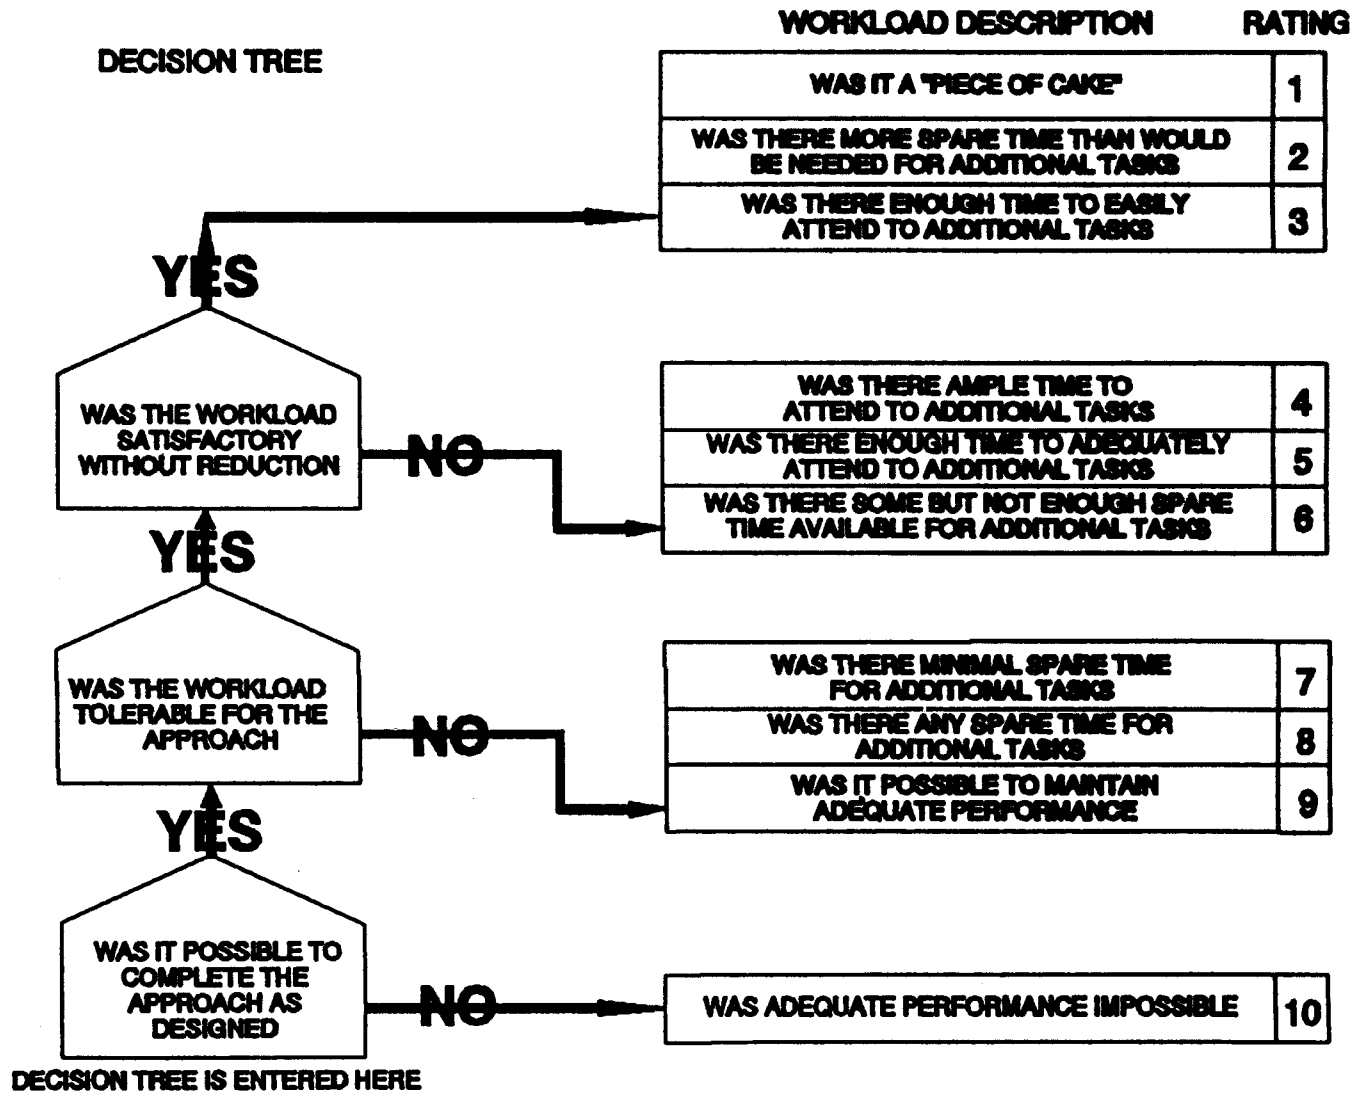 WORKLOAD DESCRIPTION RATING
DECISION TREE
WAS IT A "PIECE OF CAKE" 1
WAS THERE MORE SPARE TIME THAN WOULD
BE NEEDED FOR ADDITIONAL TASKS 2
WAS THERE ENOUGH TIME TO EASILY
ATTEND TO ADDITIONAL TASKS 3
YES
WAS THE WORKLOAD
SATISFACTORY
WITHOUT REDUCTION
NO
WAS THERE AMPLE TIME TO
ATTEND TO ADDITIONAL TASKS 4
WAS THERE ENOUGH TIME TO ADEQUATELY
ATTEND TO ADDITIONAL TASKS 5
WAS THERE SOME BUT NOT ENOUGH SPARE
TIME AVAILABLE FOR ADDITIONAL TASKS 6
YES
WAS THE WORKLOAD
TOLERABLE FOR THE
APPROACH
NO
WAS THERE MINIMAL SPARE TIME
FOR ADDITIONAL TASKS 7
WAS THERE ANY SPARE TIME FOR
ADDITIONAL TASKS 8
WAS IT POSSIBLE TO MAINTAIN
ADEQUATE PERFORMANCE 9
YES
WAS IT POSSIBLE TO
COMPLETE THE
APPROACH AS
DESIGNED
NO
WAS ADEQUATE PERFORMANCE IMPOSSIBLE 10
DECISION TREE IS ENTERED HERE